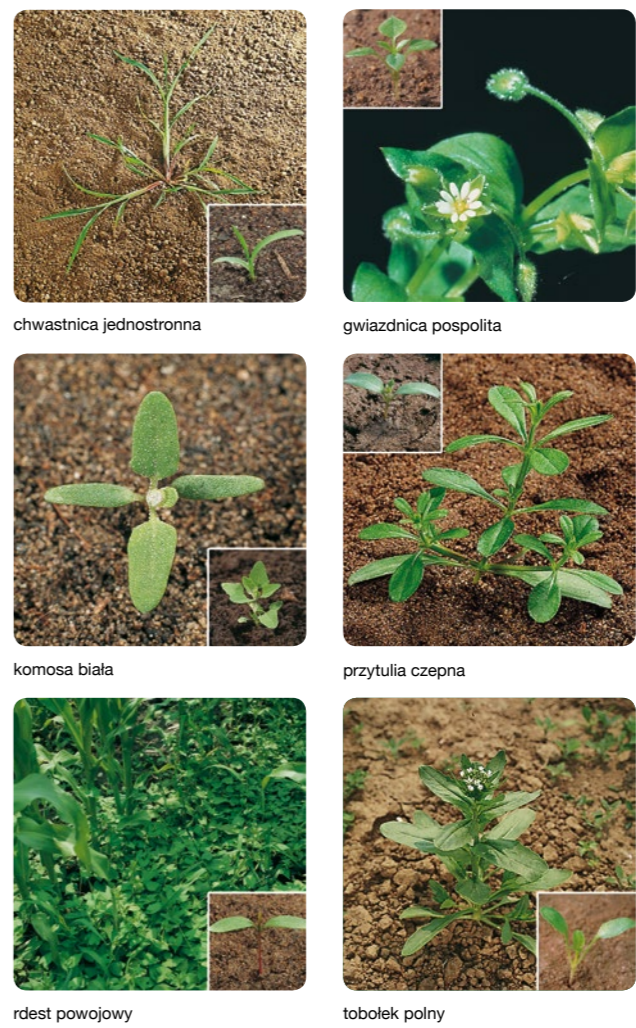 chwastnica jednostronna
gwiazdnica pospolita
komosa biała
przytulia czepna
rdest powojowy
tobołek polny